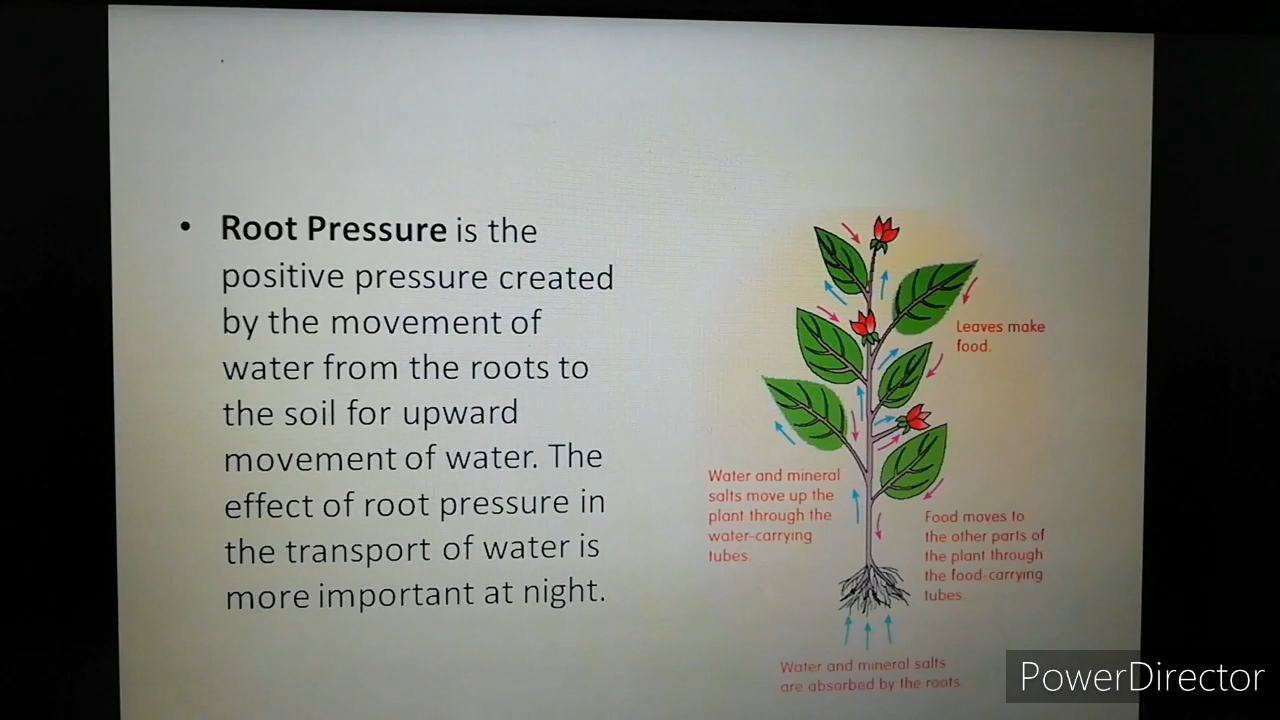 • Root Pressure is the
positive pressure created
by the movement of
water from the roots to
the soil for upward
movement of water. The
effect of root pressure in
the transport of water is
more important at night.
Leaves make
food.
Water and mineral
salts move up the
plant through the
water-carrying
tubes.
Food moves to
the other parts of
the plant through
the food-carrying
tubes
Water and mineral salts
are absorbed by the roots
PowerDirector